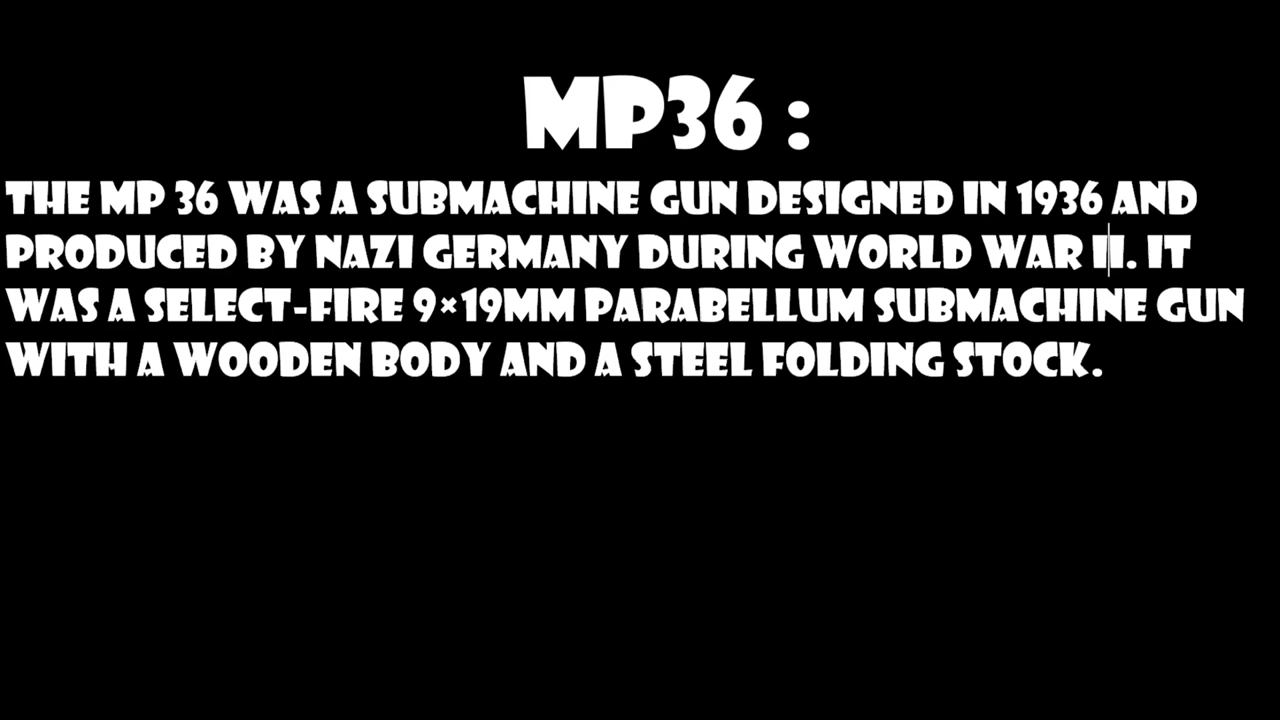 MP36 :
THE MP 36 WAS A SUBMACHINE GUN DESIGNED IN 1936 AND
PRODUCED BY NAZI GERMANY DURING WORLD WAR II. IT
WAS A SELECT-FIRE 9×19MM PARABELLUM SUBMACHINE GUN
WITH A WOODEN BODY AND A STEEL FOLDING STOCK.